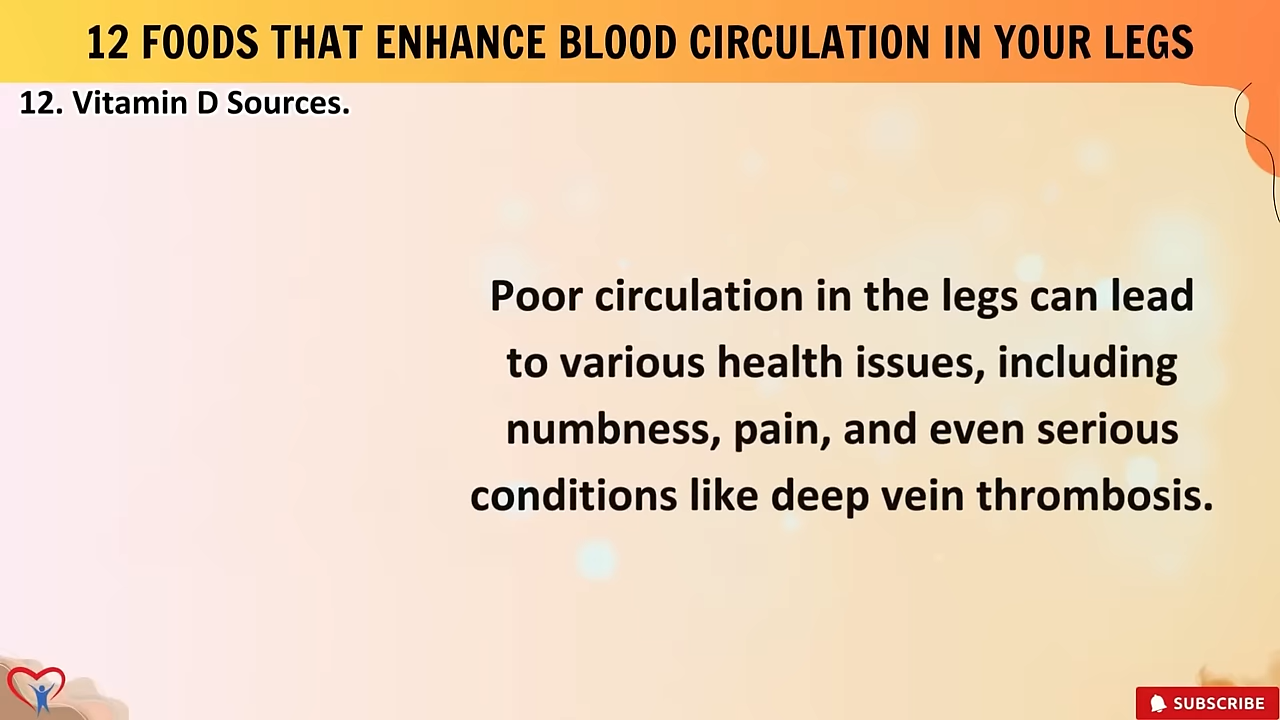 12 FOODS THAT ENHANCE BLOOD CIRCULATION IN YOUR LEGS
12. Vitamin D Sources.
Poor circulation in the legs can lead
to various health issues, including
numbness, pain, and even serious
conditions like deep vein thrombosis.
SUBSCRIBE